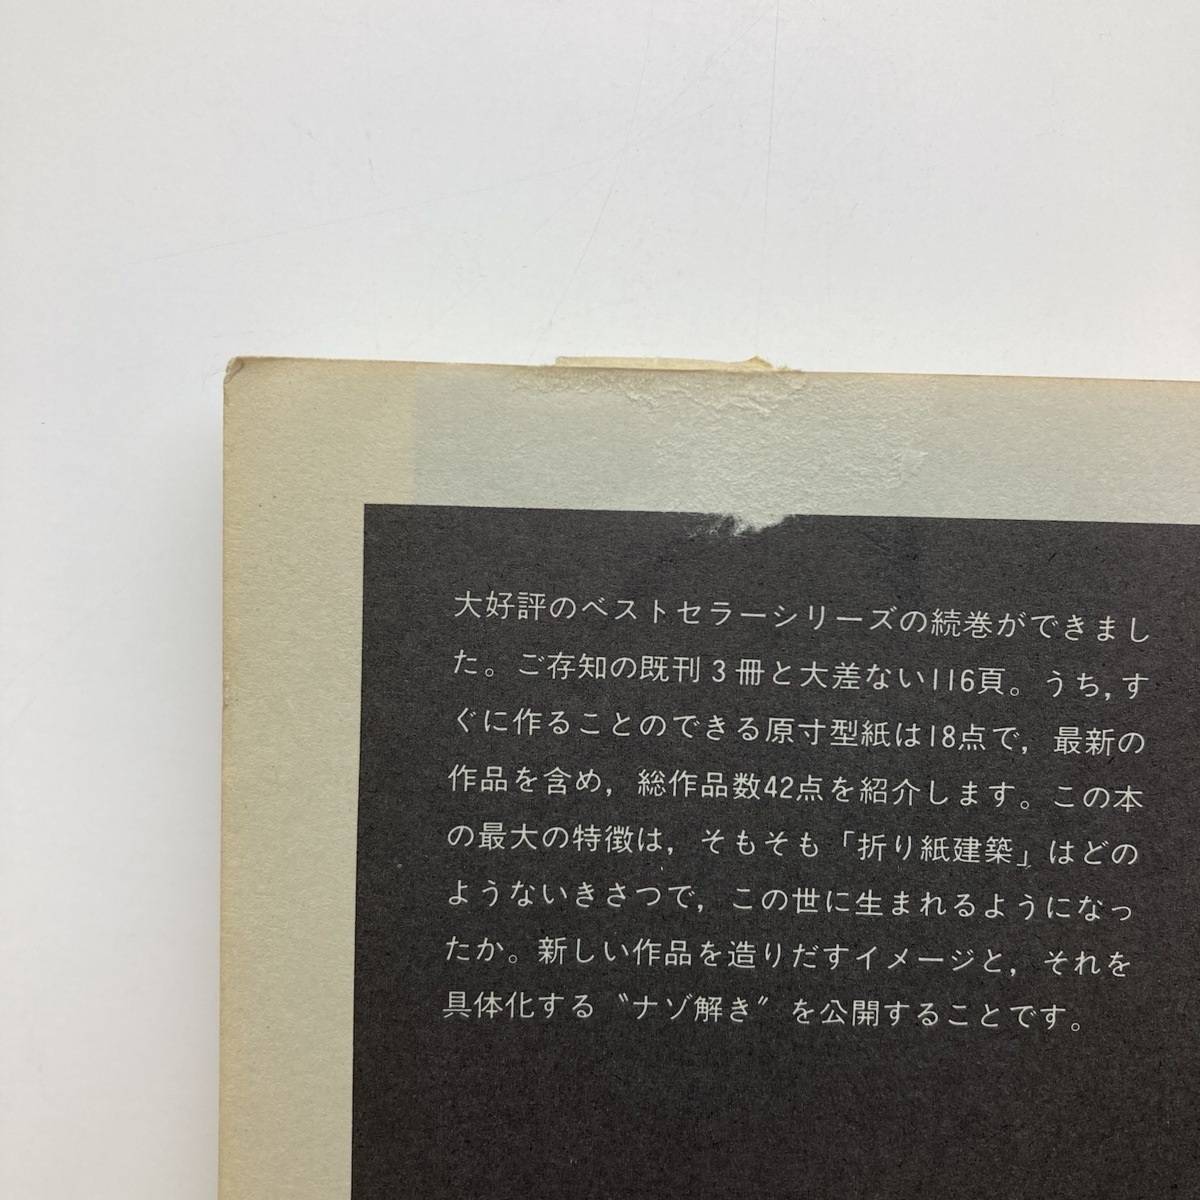 大好評のベストセラーシリーズの続巻ができまし
た。ご存知の既刊3冊と大差ない116頁。うち,す
ぐに作ることのできる原寸型紙は18点で，最新の
作品を含め，総作品数42点を紹介します。この本
の最大の特徴は，そもそも「折り紙建築」はどの
ようないきさつで，この世に生まれるようになっ
たか。新しい作品を造りだすイメージと，それを
具体化する〝ナゾ解き〞を公開することです。